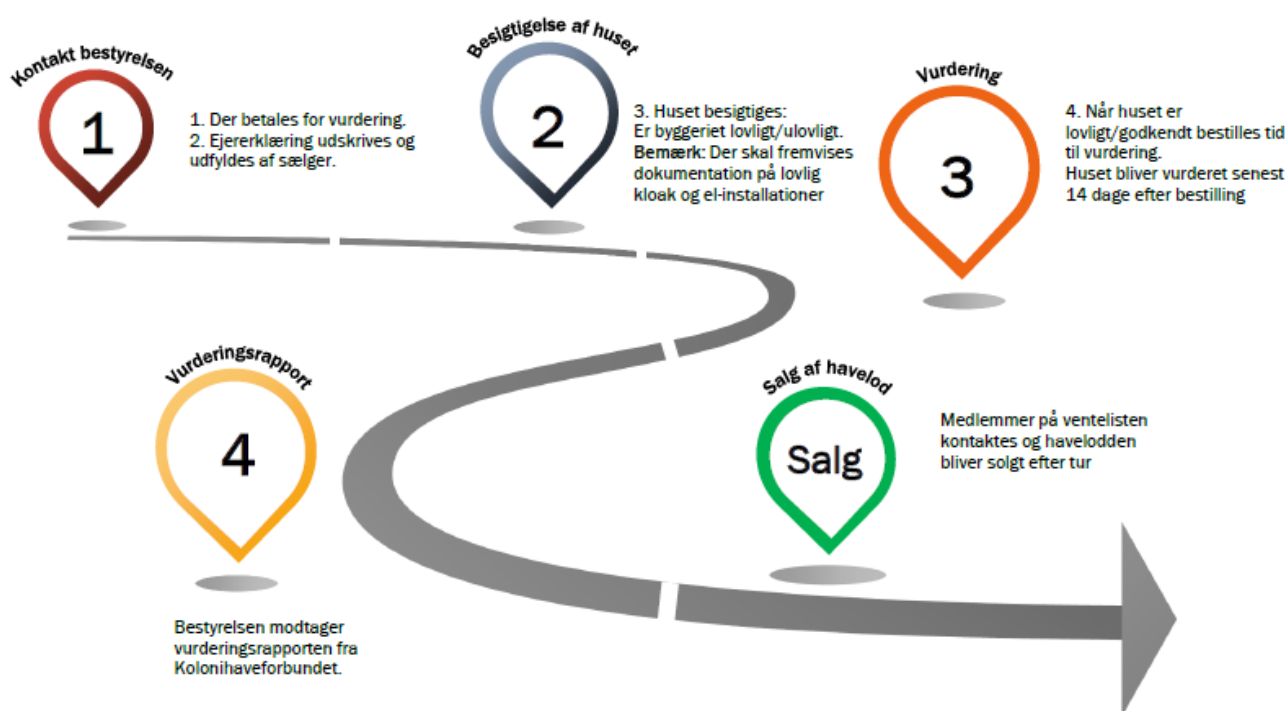 Kontakt bestyrelsen
1
1. Der betales for vurdering.
2. Ejererklæring udskrives og
udfyldes af sælger.
Besigtigelse af huset
2
3. Huset besigtiges:
Er byggeriet lovligt/ulovligt.
Bemærk: Der skal fremvises
dokumentation på lovlig
kloak og el-installationer
Vurdering
3
4. Når huset er
lovligt/godkendt bestilles tid
til vurdering.
Huset bliver vurderet senest
14 dage efter bestilling
Vurderingsrapport
4
Bestyrelsen modtager
vurderingsrapporten fra
Kolonihaveforbundet.
Salg af havelod
Salg
Medlemmer på ventelisten
kontaktes og havelodden
bliver solgt efter tur